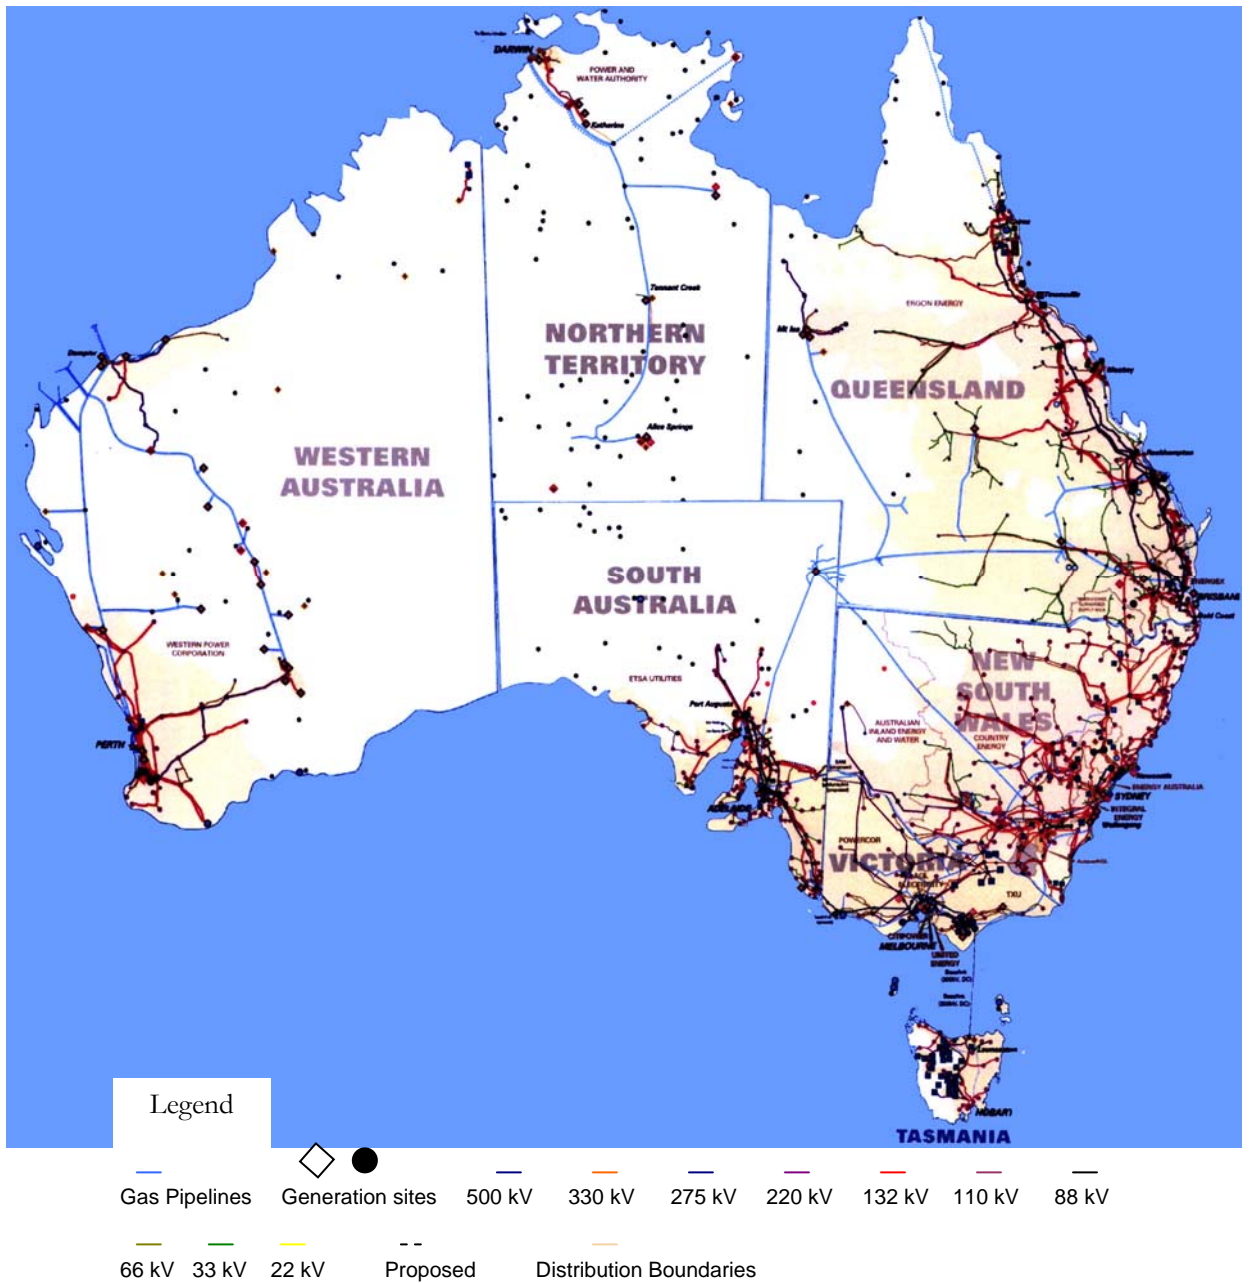 DARWIN
POWER AND
WATER AUTHORITY
Katherine
Tennant Creek
NORTHERN
TERRITORY
Mt Isa
ERGON ENERGY
Townsville
QUEENSLAND
Mackay
Dampier
Alice Springs
Rockhampton
WESTERN
AUSTRALIA
SOUTH
AUSTRALIA
ENERGEX
BRISBANE
Gold Coast
WESTERN POWER
CORPORATION
ETSA UTILITIES
NEW
SOUTH
WALES
Port Augusta
AUSTRALIAN
INLAND ENERGY
AND WATER
COUNTRY
ENERGY
PERTH
Newcastle
ENERGY AUSTRALIA
SYDNEY
INTEGRAL
ENERGY
Wollongong
ADELAIDE
POWERCOR
VICTORIA
AGL
ELECTRICITY
TXU
CITIPOWER
MELBOURNE
UNITED
ENERGY
Launceston
HOBART
TASMANIA
Legend
Gas Pipelines Generation sites 500 kV 330 kV 275 kV 220 kV 132 kV 110 kV 88 kV
66 kV 33 kV 22 kV Proposed Distribution Boundaries